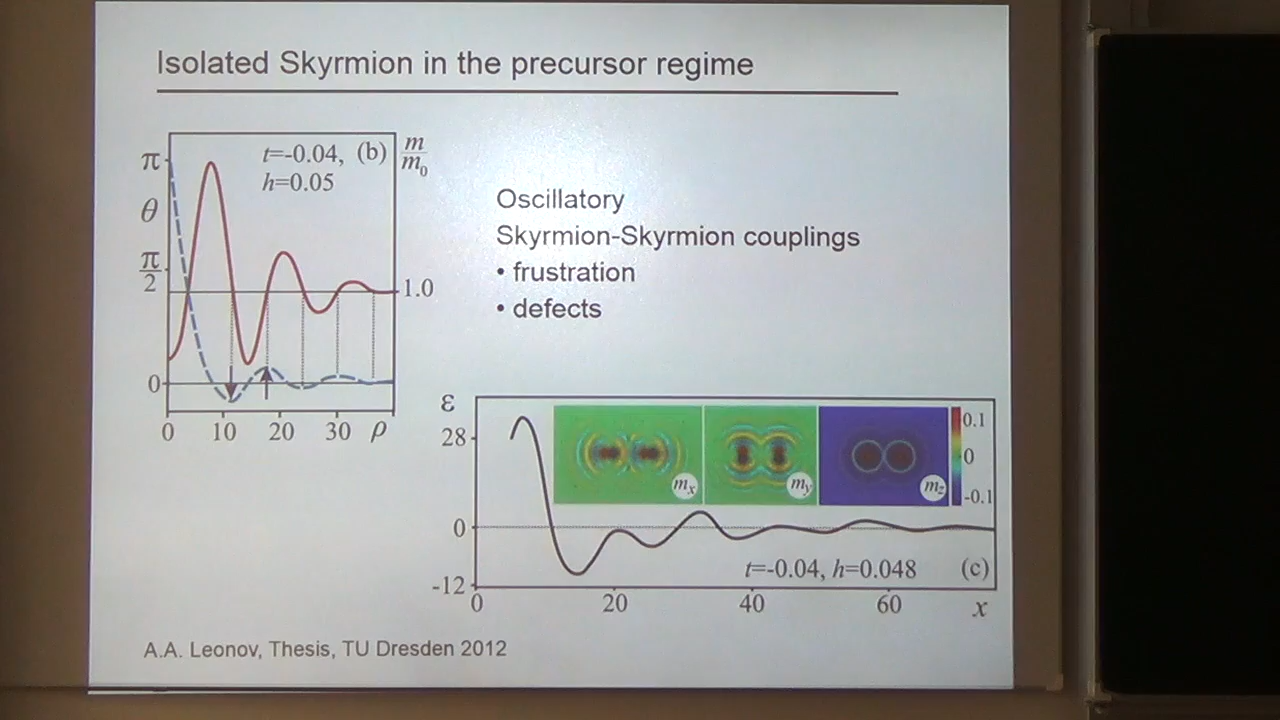 Isolated Skyrmion in the precursor regime
π
θ
π
2
0
t=-0.04, (b)
h=0.05
m
m₀
1.0
0 10 20 30 ρ
Oscillatory
Skyrmion-Skyrmion couplings
• frustration
• defects
ε
28
0
-12
mₓ
m_y
m_z
0.1
0
-0.1
t=-0.04, h=0.048 (c)
0 20 40 60 x
A.A. Leonov, Thesis, TU Dresden 2012